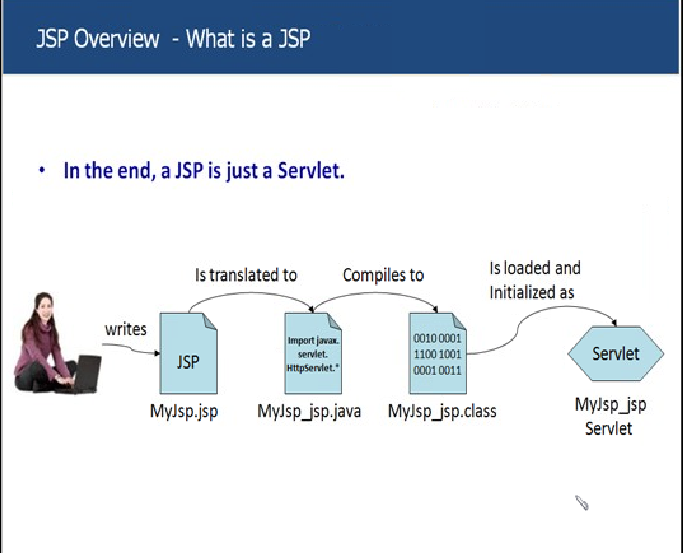 JSP Overview - What is a JSP
• In the end, a JSP is just a Servlet.
Is translated to
Compiles to
Is loaded and
Initialized as
writes
JSP
Import javax.
servlet.
HttpServlet.*
0010 0001
1100 1001
0001 0011
Servlet
MyJsp.jsp
MyJsp_jsp.java
MyJsp_jsp.class
MyJsp_jsp
Servlet